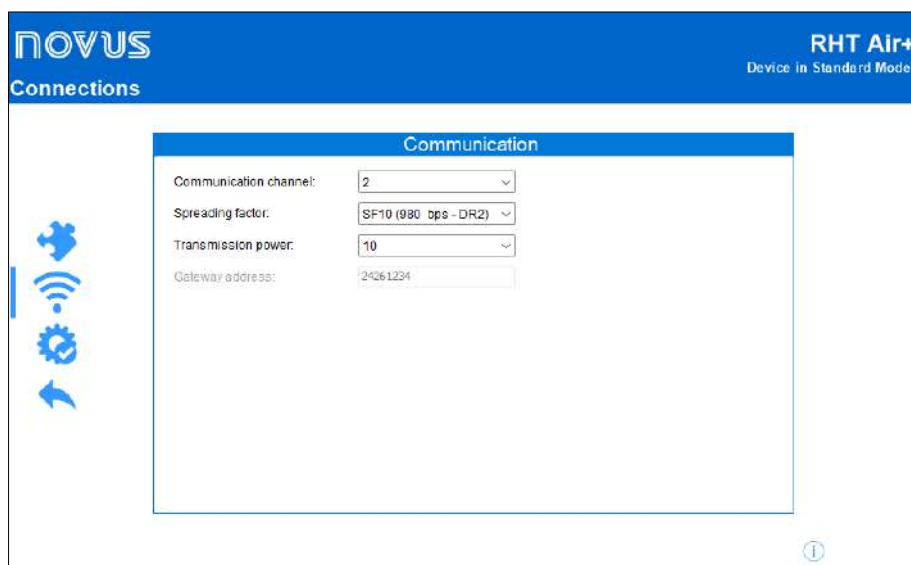 NOVUS
RHT Air+
Device in Standard Mode
Connections
Communication
Communication channel: 2
Spreading factor: SF10 (980 bps - DR2)
Transmission power: 10
Gateway address: 24261234